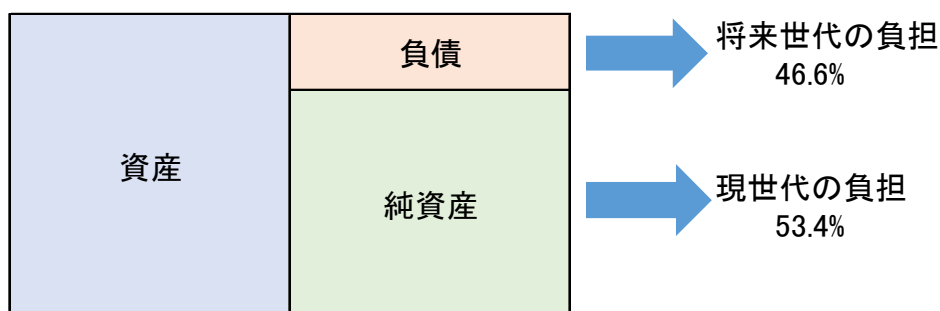 資産
負債
純資産
将来世代の負担
46.6%
現世代の負担
53.4%